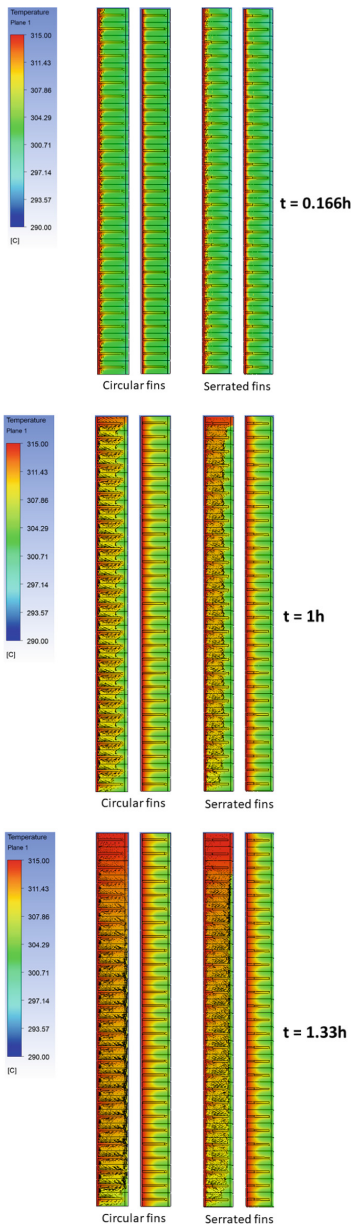 Temperature
Plane 1
315.00
311.43
307.86
304.29
300.71
297.14
293.57
290.00
[C]
t = 0.166h
Circular fins
Serrated fins
Temperature
Plane 1
315.00
311.43
307.86
304.29
300.71
297.14
293.57
290.00
[C]
t = 1h
Circular fins
Serrated fins
Temperature
Plane 1
315.00
311.43
307.86
304.29
300.71
297.14
293.57
290.00
[C]
t = 1.33h
Circular fins
Serrated fins